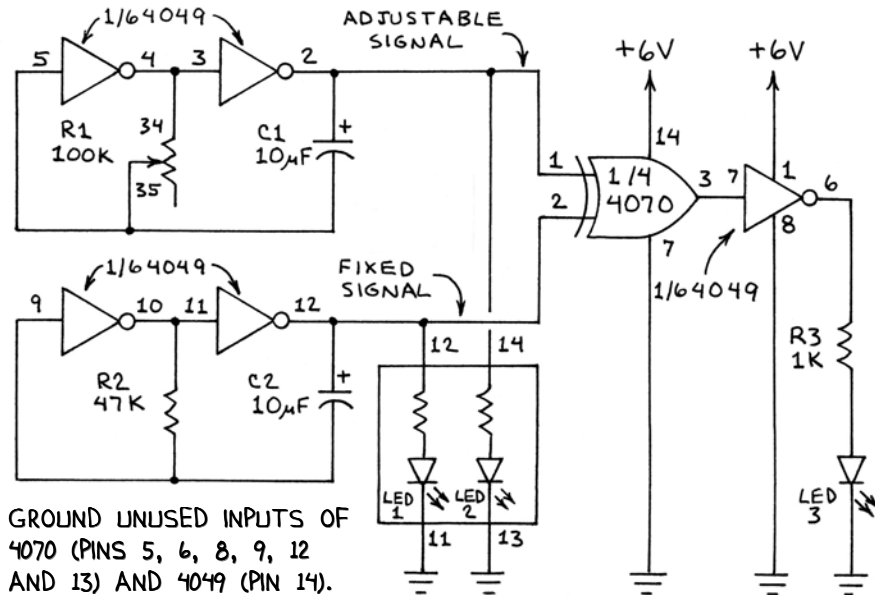 1/6 4049
ADJUSTABLE
SIGNAL
5
4
3
2
R1
100K
34
35
C1
+
10µF
+6V
+6V
14
1
2
1/4
4070
3
7
7
1
8
6
1/6 4049
1/6 4049
FIXED
SIGNAL
9
10
11
12
R2
47K
C2
+
10µF
12
14
LED
1
LED
2
11
13
R3
1K
LED
3
GROUND UNUSED INPUTS OF
4070 (PINS 5, 6, 8, 9, 12
AND 13) AND 4049 (PIN 14).